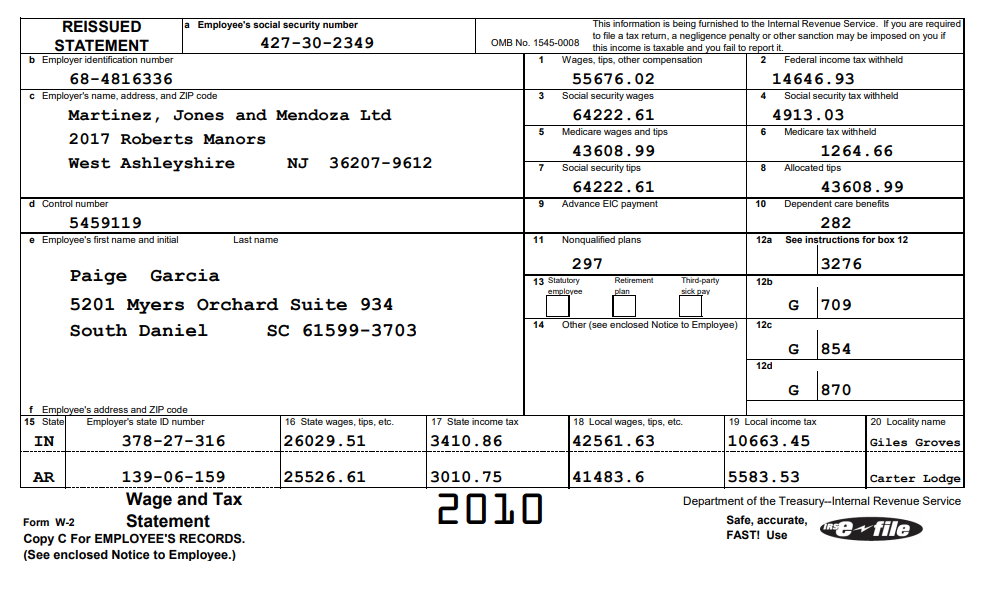 REISSUED
STATEMENT
a Employee's social security number
427-30-2349
OMB No. 1545-0008
This information is being furnished to the Internal Revenue Service. If you are required
to file a tax return, a negligence penalty or other sanction may be imposed on you if
this income is taxable and you fail to report it.
b Employer identification number
68-4816336
1 Wages, tips, other compensation
55676.02
2 Federal income tax withheld
14646.93
c Employer's name, address, and ZIP code
Martinez, Jones and Mendoza Ltd
2017 Roberts Manors
West Ashleyshire NJ 36207-9612
3 Social security wages
64222.61
4 Social security tax withheld
4913.03
5 Medicare wages and tips
43608.99
6 Medicare tax withheld
1264.66
7 Social security tips
64222.61
8 Allocated tips
43608.99
d Control number
5459119
9 Advance EIC payment
10 Dependent care benefits
282
e Employee's first name and initial Last name
Paige Garcia
5201 Myers Orchard Suite 934
South Daniel SC 61599-3703
f Employee's address and ZIP code
11 Nonqualified plans
297
12a See instructions for box 12
3276
13 Statutory employee
Retirement plan
Third-party sick pay
12b
G 709
14 Other (see enclosed Notice to Employee)
12c
G 854
12d
G 870
15 State Employer's state ID number 16 State wages, tips, etc. 17 State income tax 18 Local wages, tips, etc. 19 Local income tax 20 Locality name
IN 378-27-316 26029.51 3410.86 42561.63 10663.45 Giles Groves
AR 139-06-159 25526.61 3010.75 41483.6 5583.53 Carter Lodge
Form W-2
Wage and Tax
Statement
2010
Department of the Treasury--Internal Revenue Service
Copy C For EMPLOYEE'S RECORDS.
(See enclosed Notice to Employee.)
Safe, accurate,
FAST! Use
IRS e-file